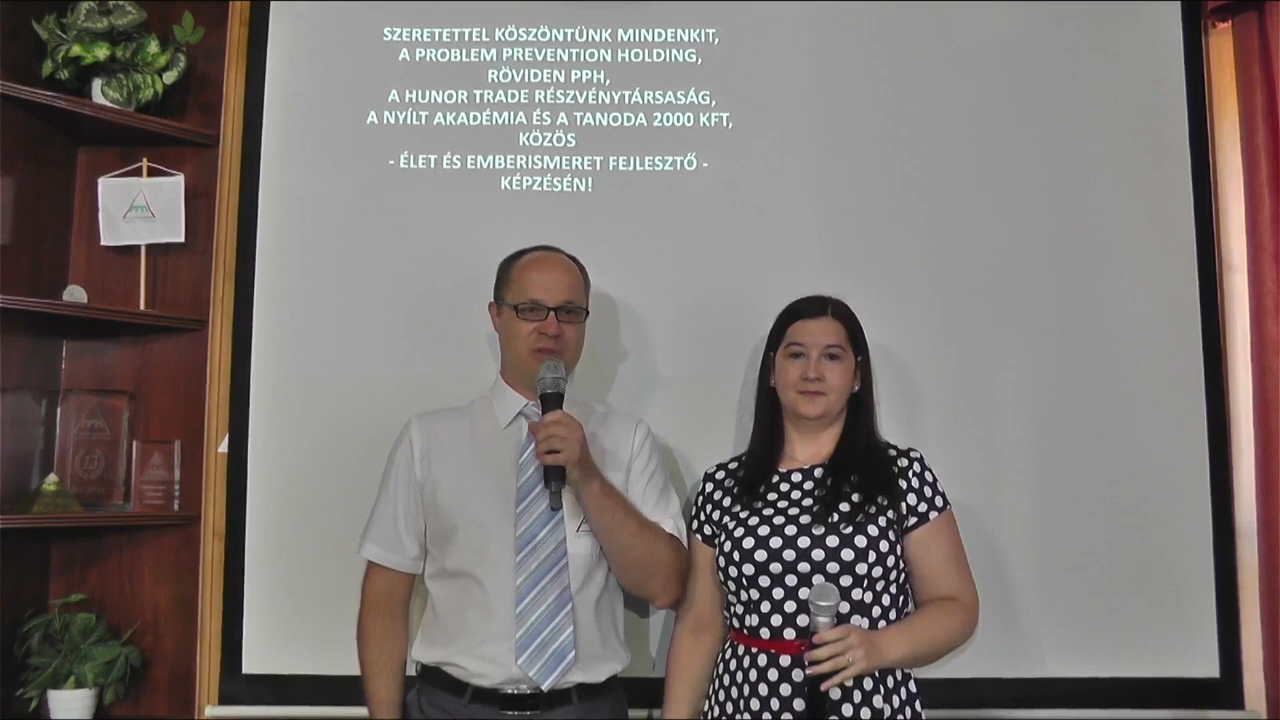 SZERETETTEL KÖSZÖNTÜNK MINDENKIT,
A PROBLEM PREVENTION HOLDING,
RÖVIDEN PPH,
A HUNOR TRADE RÉSZVÉNYTÁRSASÁG,
A NYÍLT AKADÉMIA ÉS A TANODA 2000 KFT,
KÖZÖS
- ÉLET ÉS EMBERISMERET FEJLESZTŐ -
KÉPZÉSÉN!
13